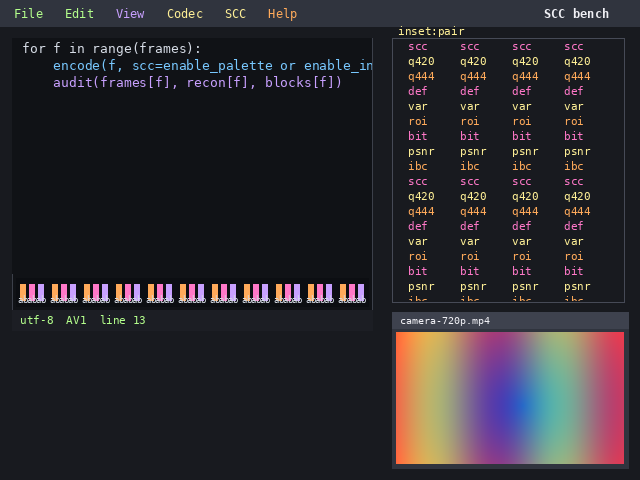 File Edit View Codec SCC Help SCC bench
for f in range(frames):
encode(f, scc=enable_palette or enable_in
audit(frames[f], recon[f], blocks[f])
utf-8 AV1 line 13
inset:pair
scc scc scc scc
q420 q420 q420 q420
q444 q444 q444 q444
def def def def
var var var var
roi roi roi roi
bit bit bit bit
psnr psnr psnr psnr
ibc ibc ibc ibc
scc scc scc scc
q420 q420 q420 q420
q444 q444 q444 q444
def def def def
var var var var
roi roi roi roi
bit bit bit bit
psnr psnr psnr psnr
ibc ibc ibc ibc
camera-720p.mp4